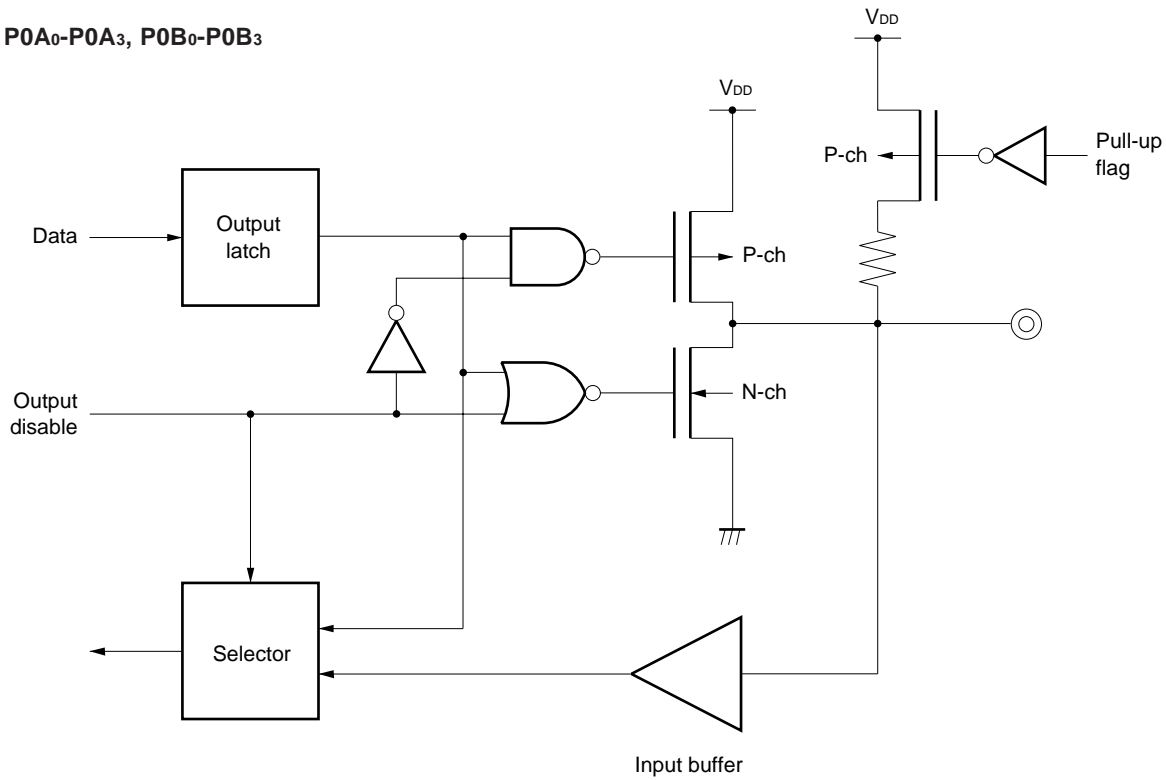 P0A0-P0A3, P0B0-P0B3
VDD
VDD
P-ch
Pull-up
flag
Data
Output
latch
P-ch
Output
disable
N-ch
Selector
Input buffer